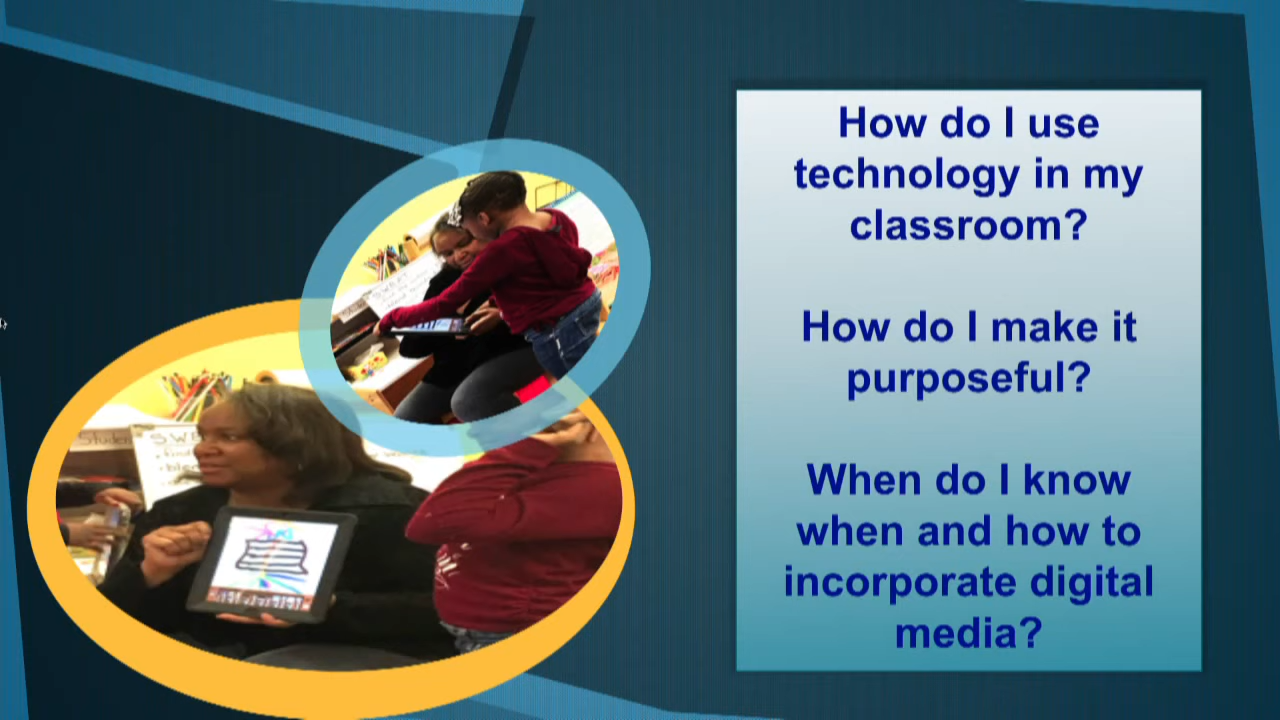 How do I use
technology in my
classroom?
How do I make it
purposeful?
When do I know
when and how to
incorporate digital
media?